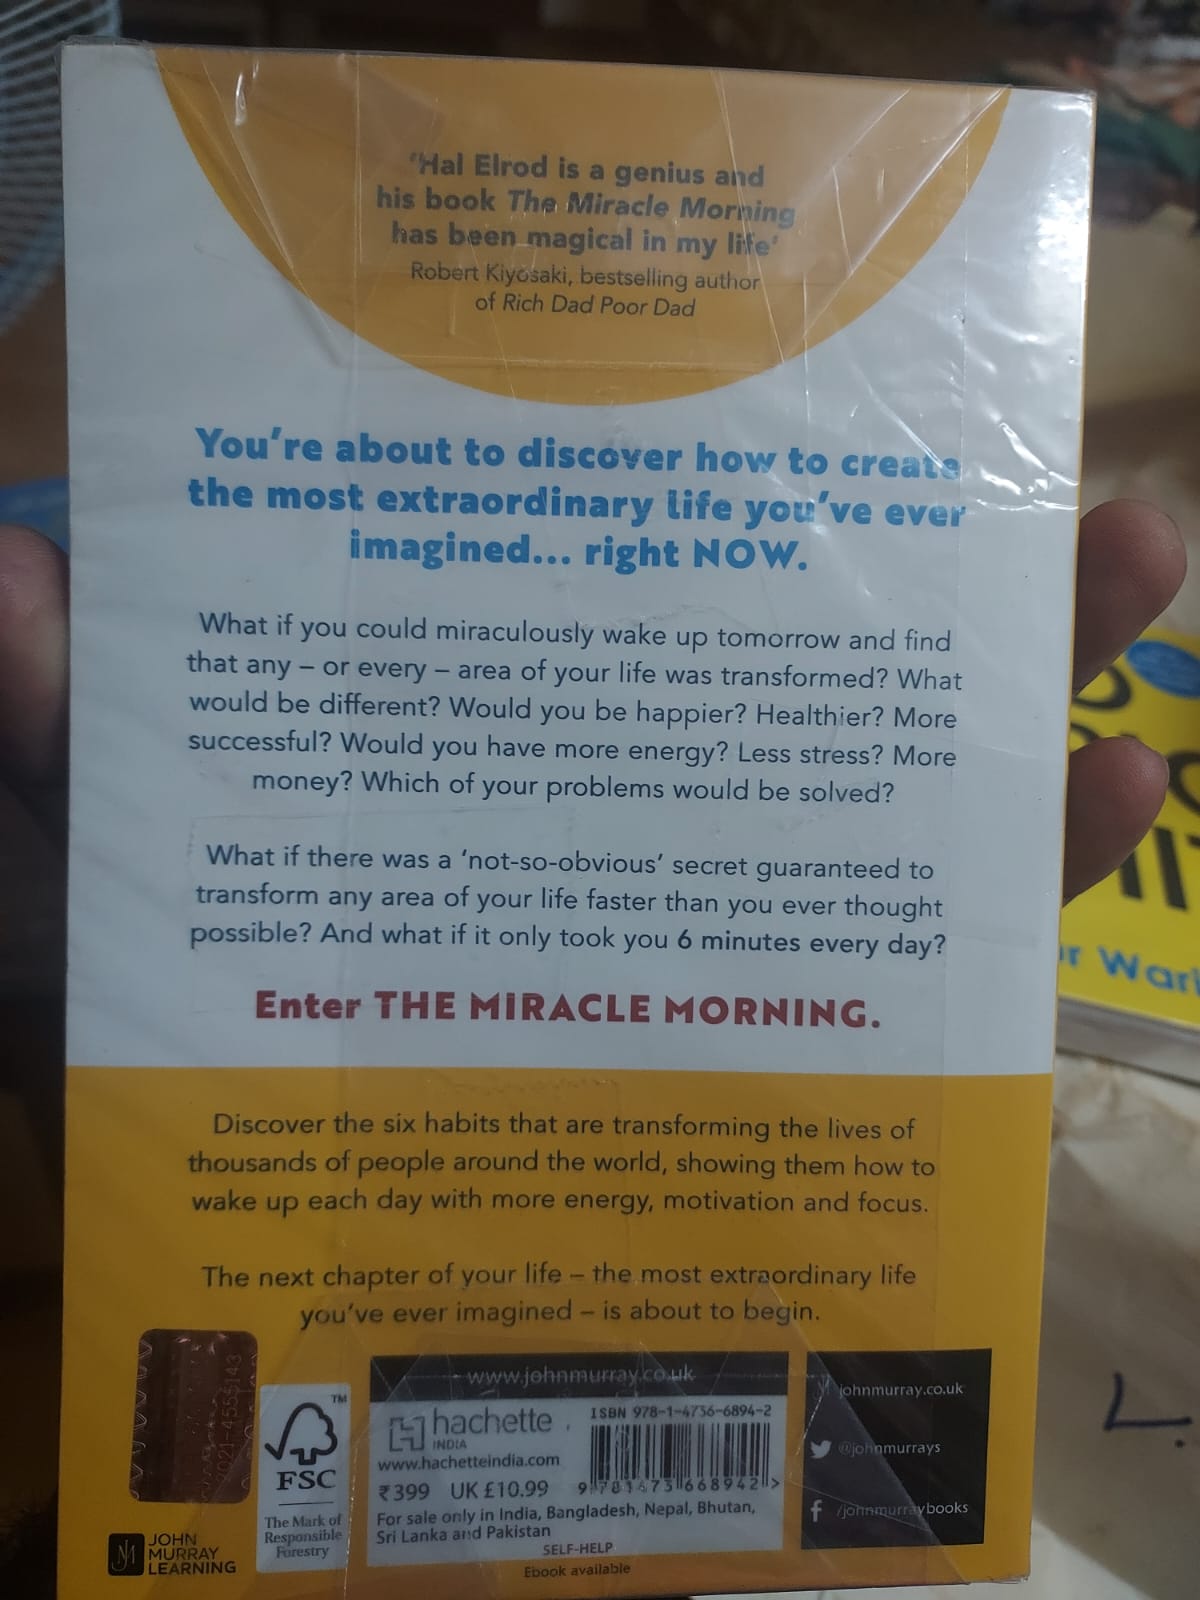 'Hal Elrod is a genius and
his book The Miracle Morning
has been magical in my life'
Robert Kiyosaki, bestselling author
of Rich Dad Poor Dad
You're about to discover how to create
the most extraordinary life you've ever
imagined... right NOW.
What if you could miraculously wake up tomorrow and find
that any – or every – area of your life was transformed? What
would be different? Would you be happier? Healthier? More
successful? Would you have more energy? Less stress? More
money? Which of your problems would be solved?
What if there was a 'not-so-obvious' secret guaranteed to
transform any area of your life faster than you ever thought
possible? And what if it only took you 6 minutes every day?
Enter THE MIRACLE MORNING.
Discover the six habits that are transforming the lives of
thousands of people around the world, showing them how to
wake up each day with more energy, motivation and focus.
The next chapter of your life – the most extraordinary life
you've ever imagined – is about to begin.
2021-4555143
TM
FSC
The Mark of
Responsible
Forestry
JM
JOHN
MURRAY
LEARNING
www.johnmurray.co.uk
hachette
INDIA
www.hachetteindia.com
₹399 UK £10.99
ISBN 978-1-4736-6894-2
9 781473 668942 >
For sale only in India, Bangladesh, Nepal, Bhutan,
Sri Lanka and Pakistan
SELF-HELP
Ebook available
johnmurray.co.uk
@johnmurrays
/johnmurraybooks